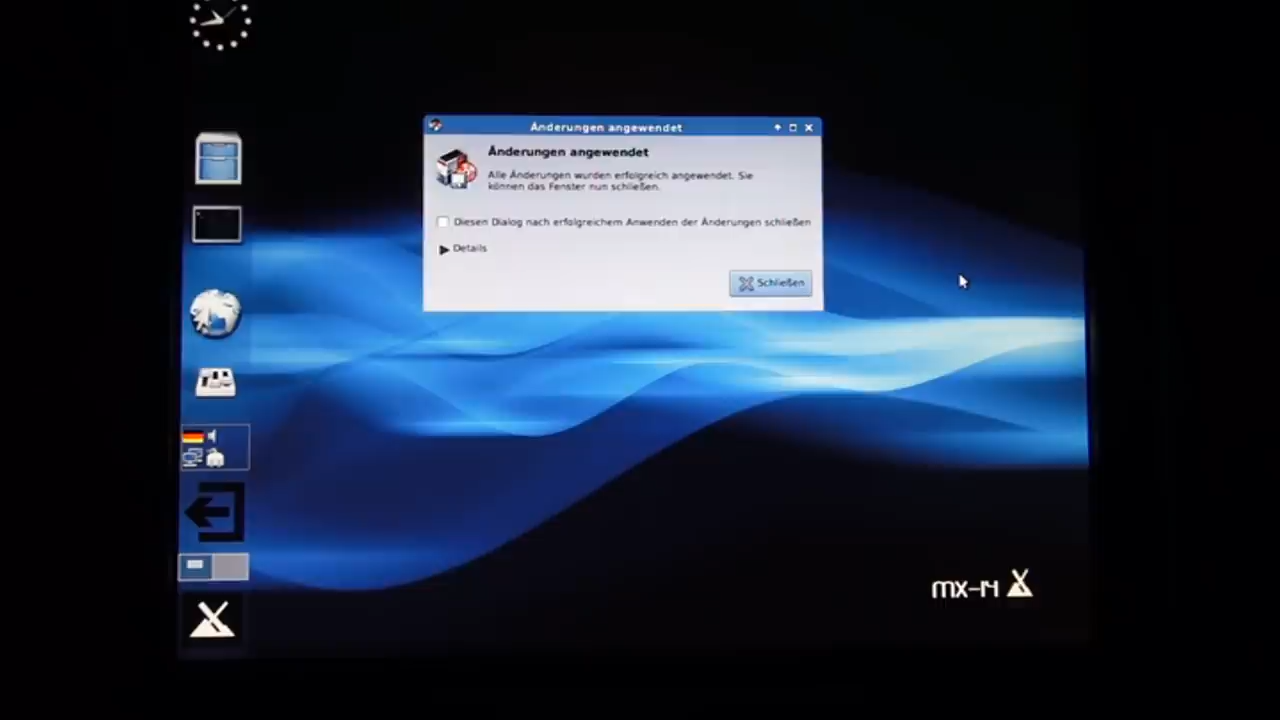 Änderungen angewendet
Änderungen angewendet
Alle Änderungen wurden erfolgreich angewendet. Sie
können das Fenster nun schließen.
Diesen Dialog nach erfolgreichem Anwenden der Änderungen schließen
Details
Schließen
mx-14